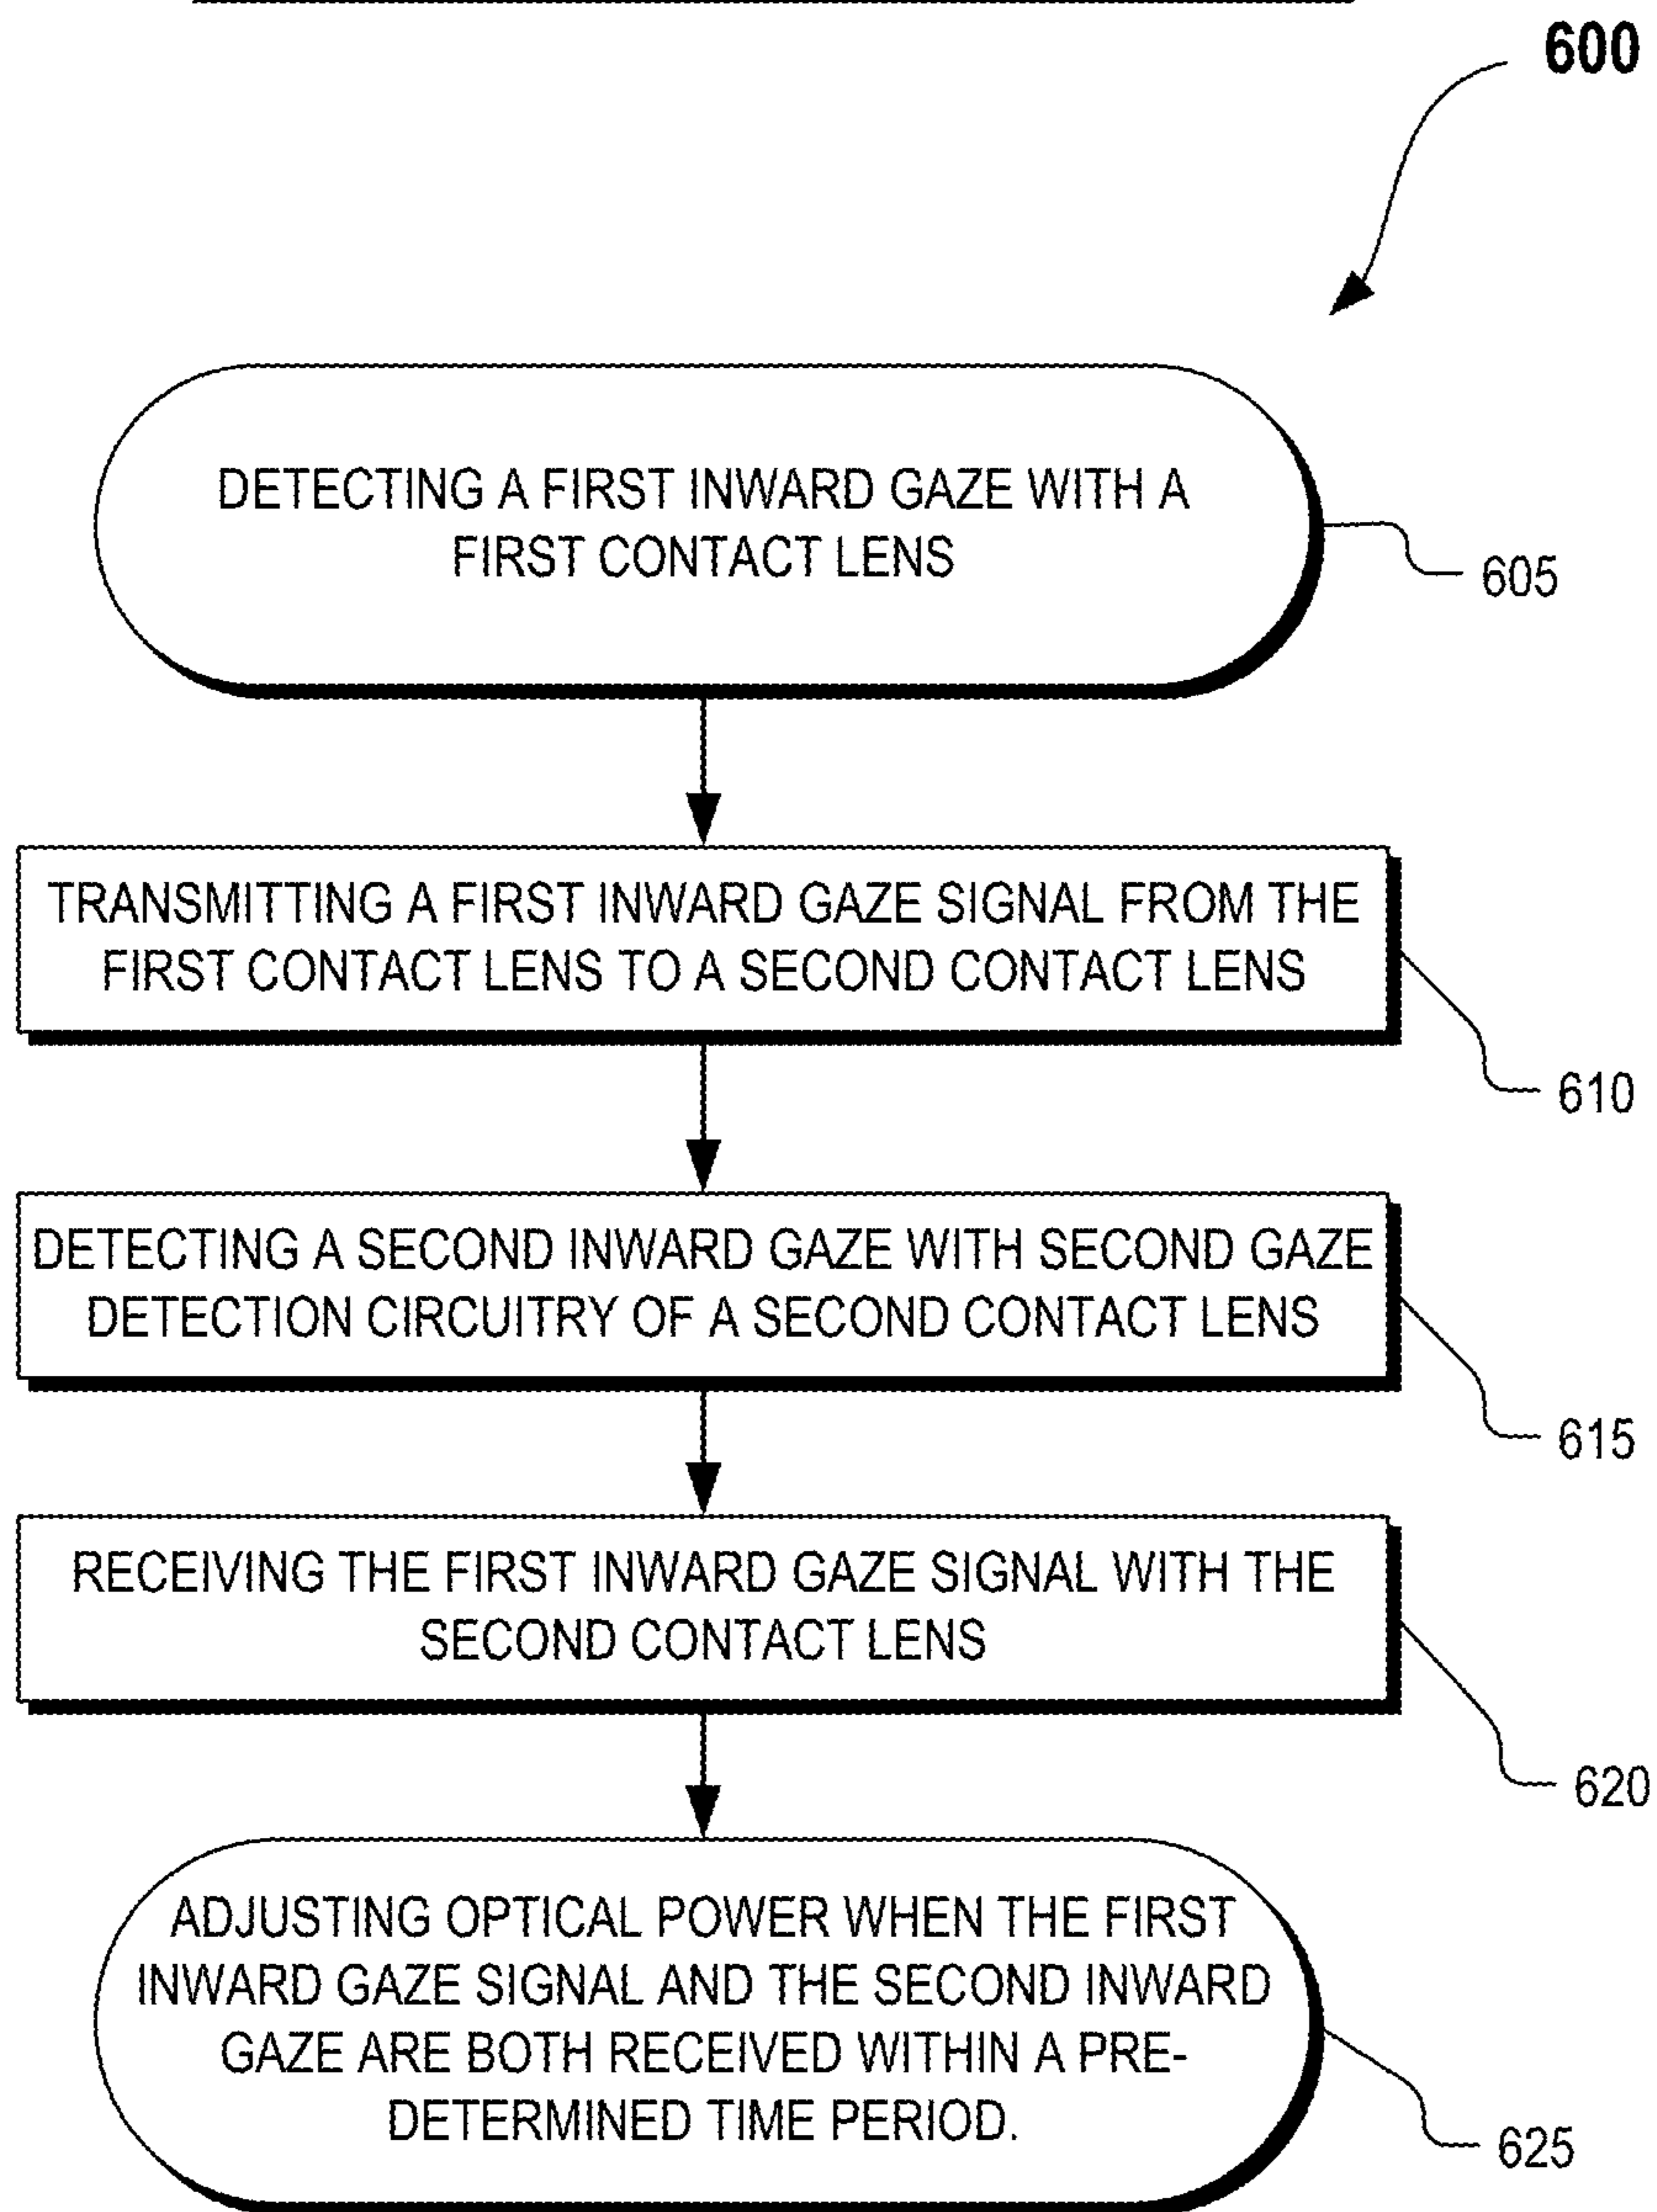 600
DETECTING A FIRST INWARD GAZE WITH A
FIRST CONTACT LENS
605
TRANSMITTING A FIRST INWARD GAZE SIGNAL FROM THE
FIRST CONTACT LENS TO A SECOND CONTACT LENS
610
DETECTING A SECOND INWARD GAZE WITH SECOND GAZE
DETECTION CIRCUITRY OF A SECOND CONTACT LENS
615
RECEIVING THE FIRST INWARD GAZE SIGNAL WITH THE
SECOND CONTACT LENS
620
ADJUSTING OPTICAL POWER WHEN THE FIRST
INWARD GAZE SIGNAL AND THE SECOND INWARD
GAZE ARE BOTH RECEIVED WITHIN A PRE-
DETERMINED TIME PERIOD.
625